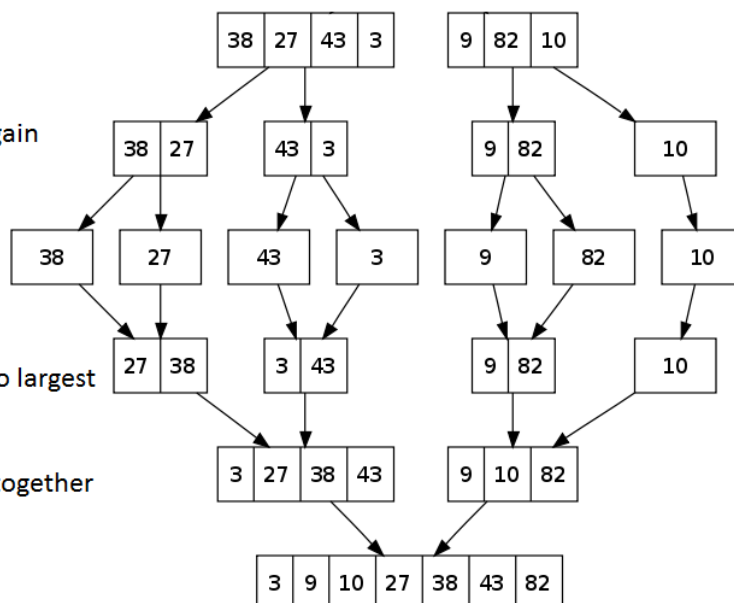 38 27 43 3 9 82 10
gain
38 27 43 3 9 82 10
38 27 43 3 9 82 10
27 38 3 43 9 82 10
o largest
3 27 38 43 9 10 82
together
3 9 10 27 38 43 82